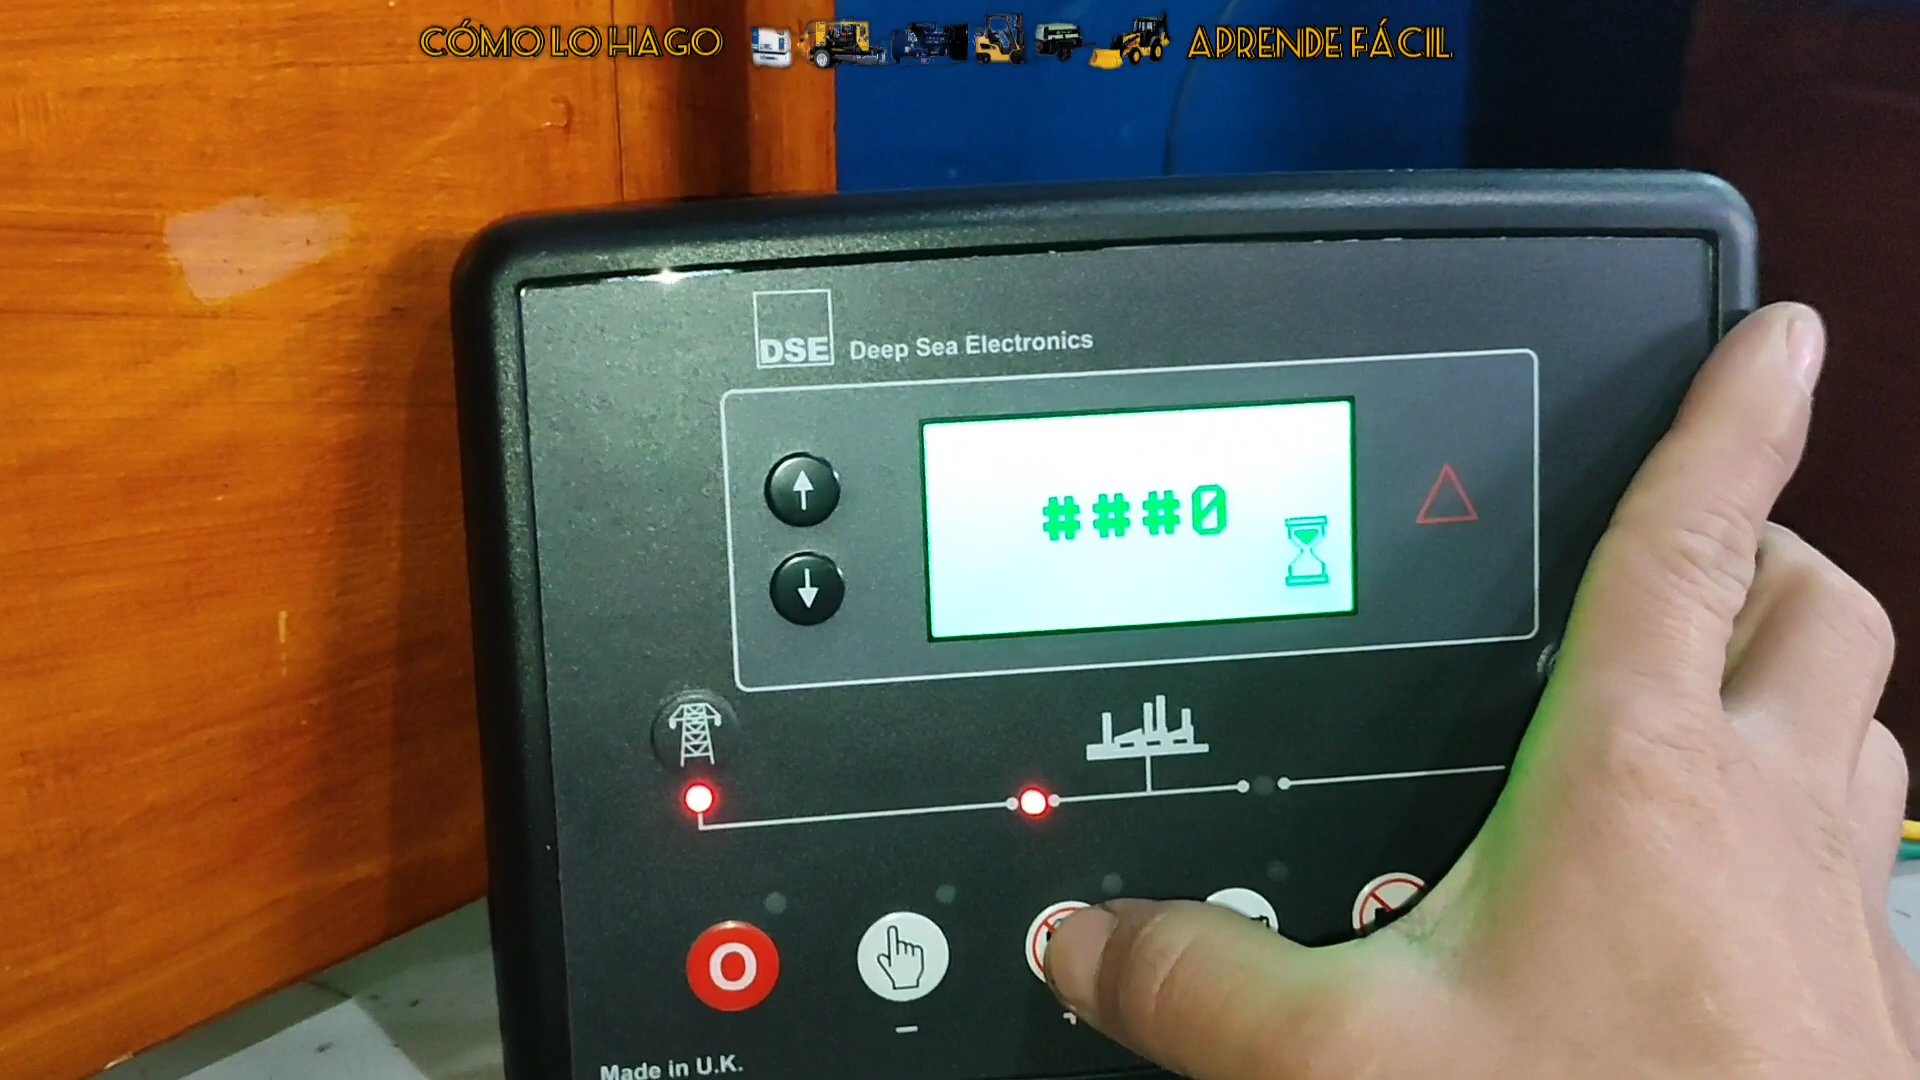 CÓMO LO HAGO APRENDE FÁCIL
DSE Deep Sea Electronics
###0
O
−
+
Made in U.K.